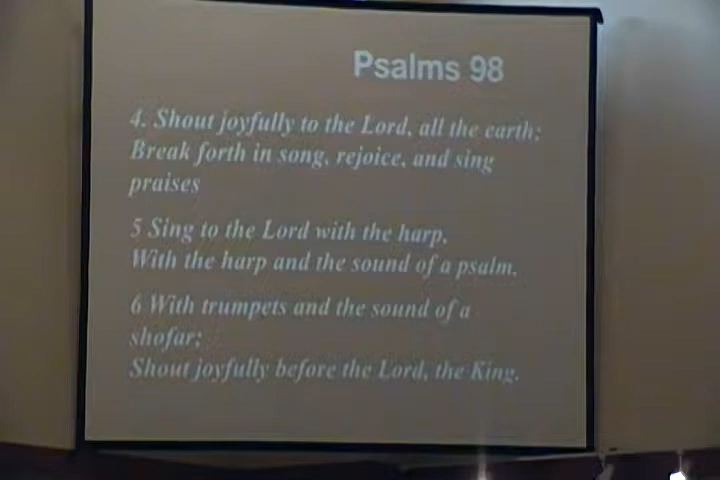 Psalms 98
4. Shout joyfully to the Lord, all the earth;
Break forth in song, rejoice, and sing
praises
5 Sing to the Lord with the harp,
With the harp and the sound of a psalm,
6 With trumpets and the sound of a
shofar;
Shout joyfully before the Lord, the King.